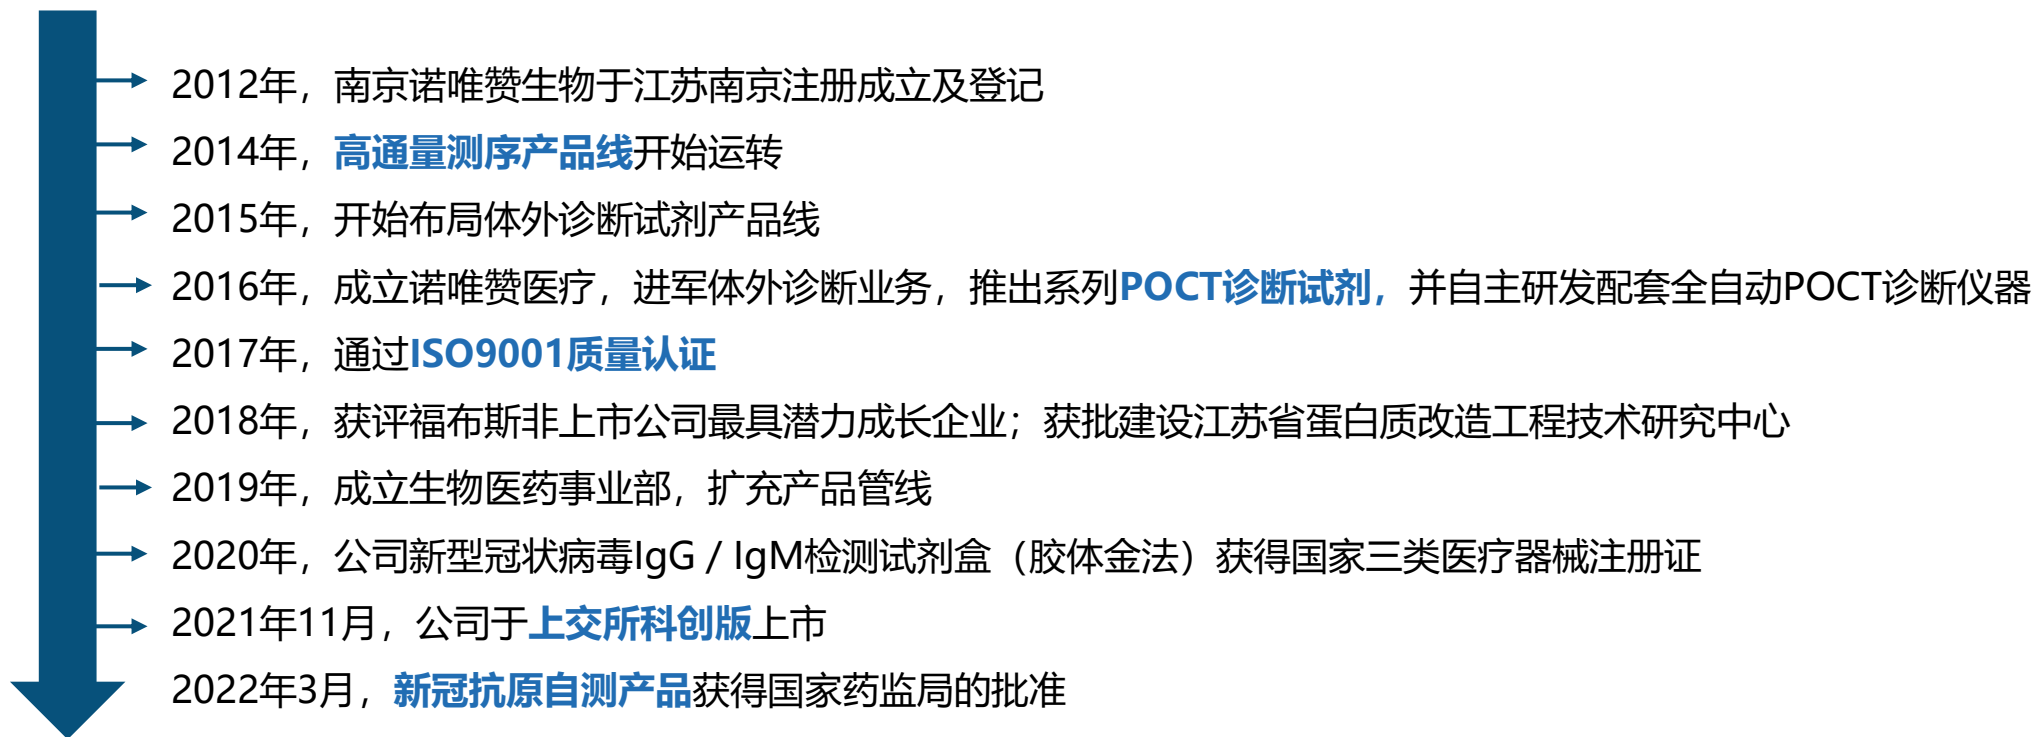 2012年，南京诺唯赞生物于江苏南京注册成立及登记
2014年，高通量测序产品线开始运转
2015年，开始布局体外诊断试剂产品线
2016年，成立诺唯赞医疗，进军体外诊断业务，推出系列POCT诊断试剂，并自主研发配套全自动POCT诊断仪器
2017年，通过ISO9001质量认证
2018年，获评福布斯非上市公司最具潜力成长企业；获批建设江苏省蛋白质改造工程技术研究中心
2019年，成立生物医药事业部，扩充产品管线
2020年，公司新型冠状病毒IgG / IgM检测试剂盒（胶体金法）获得国家三类医疗器械注册证
2021年11月，公司于上交所科创版上市
2022年3月，新冠抗原自测产品获得国家药监局的批准